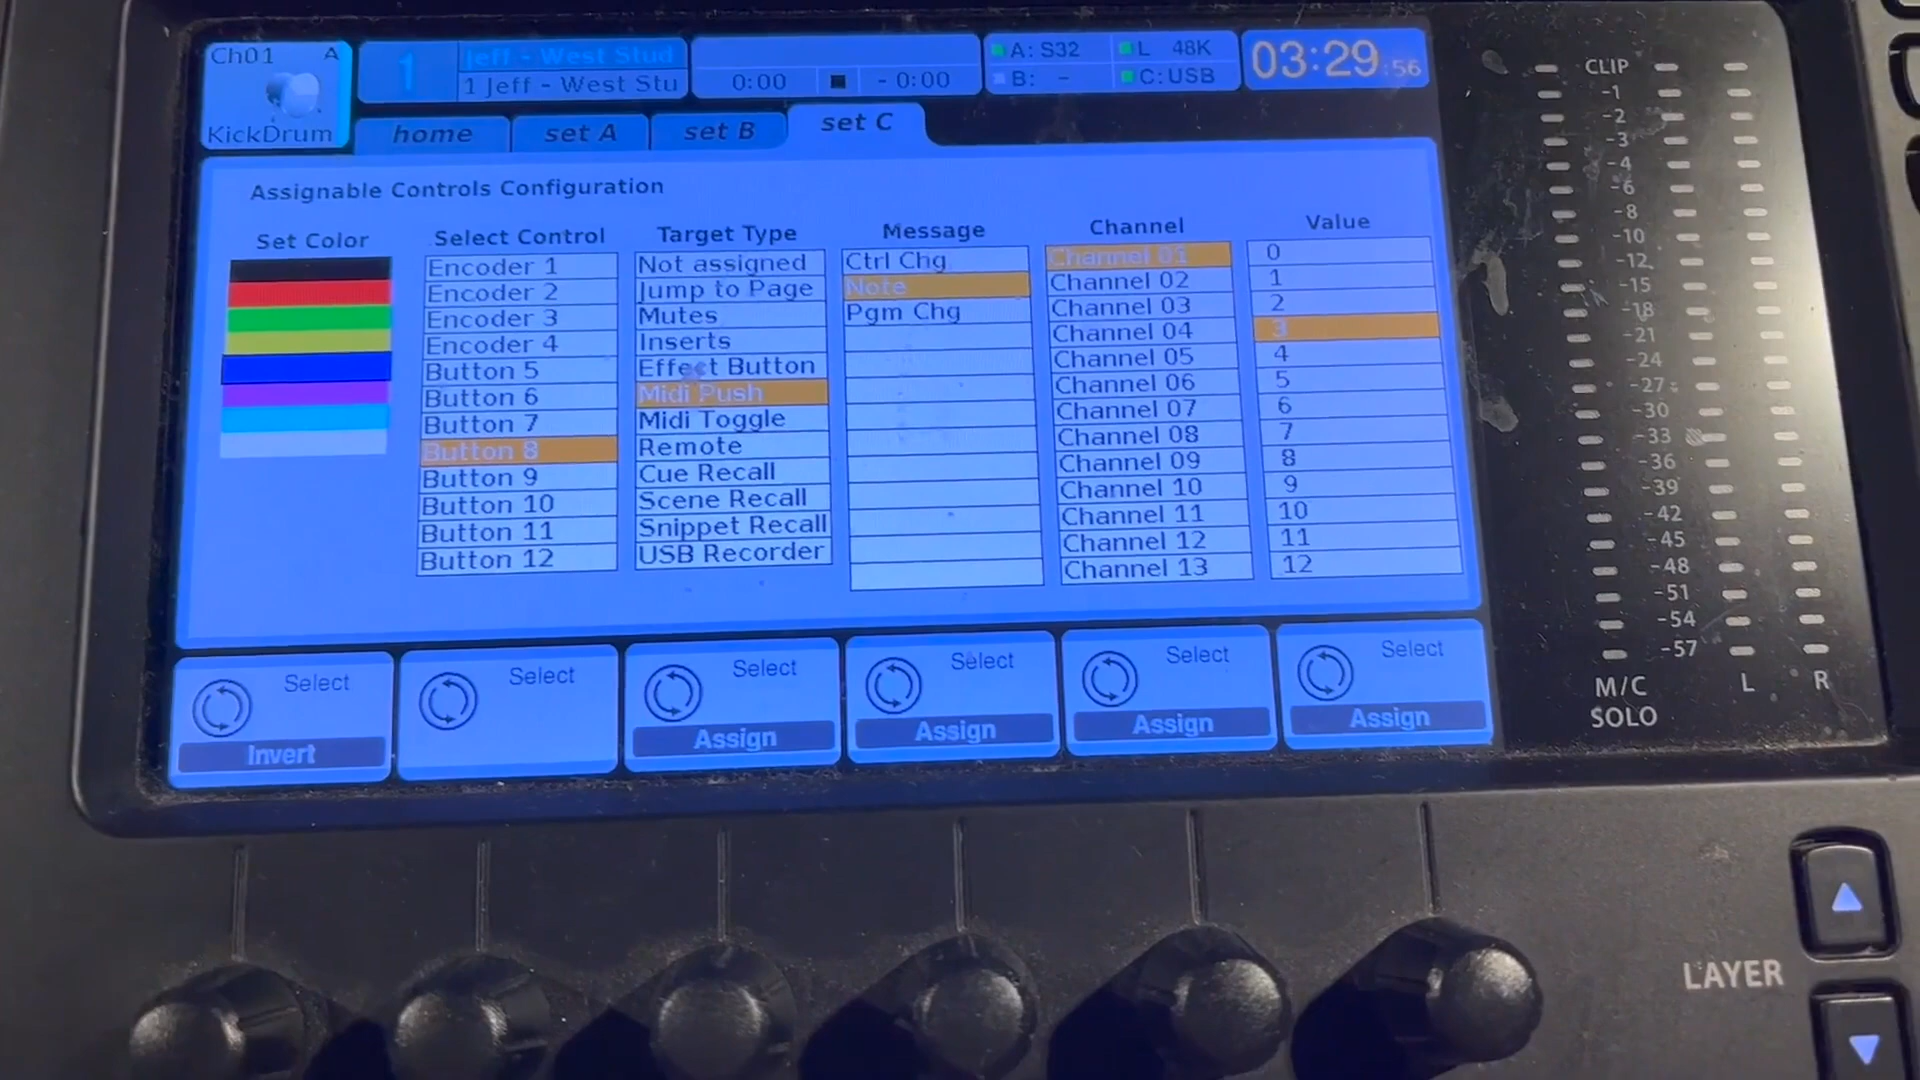 Ch01 A
KickDrum
1
Jeff - West Stud
1 Jeff - West Stu
0:00 - 0:00
A: S32 L 48K
B: - C: USB
03:29:56
home set A set B set C
Assignable Controls Configuration
Set Color
Select Control
Encoder 1
Encoder 2
Encoder 3
Encoder 4
Button 5
Button 6
Button 7
Button 8
Button 9
Button 10
Button 11
Button 12
Target Type
Not assigned
Jump to Page
Mutes
Inserts
Effect Button
Midi Push
Midi Toggle
Remote
Cue Recall
Scene Recall
Snippet Recall
USB Recorder
Message
Ctrl Chg
Note
Pgm Chg
Channel
Channel 01
Channel 02
Channel 03
Channel 04
Channel 05
Channel 06
Channel 07
Channel 08
Channel 09
Channel 10
Channel 11
Channel 12
Channel 13
Value
0
1
2
3
4
5
6
7
8
9
10
11
12
Select
Invert
Select
Select
Assign
Select
Assign
Select
Assign
Select
Assign
CLIP
-1
-2
-3
-4
-6
-8
-10
-12
-15
-18
-21
-24
-27
-30
-33
-36
-39
-42
-45
-48
-51
-54
-57
M/C L R
SOLO
LAYER